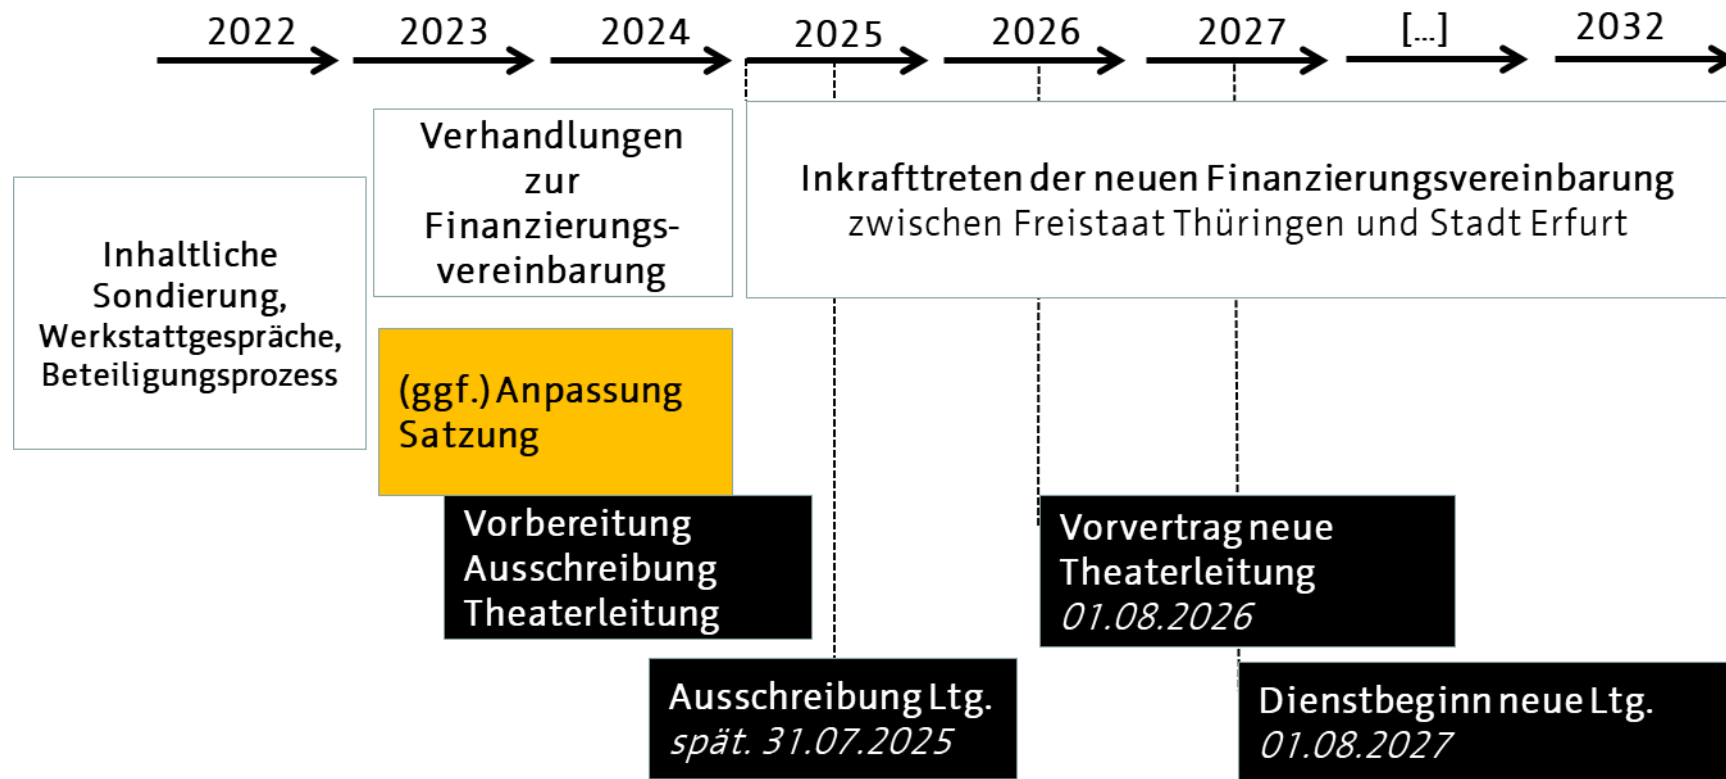 2022
2023
2024
2025
2026
2027
[...]
2032
Inhaltliche
Sondierung,
Werkstattgespräche,
Beteiligungsprozess
Verhandlungen
zur
Finanzierungs-
vereinbarung
Inkrafttreten der neuen Finanzierungsvereinbarung
zwischen Freistaat Thüringen und Stadt Erfurt
(ggf.) Anpassung
Satzung
Vorbereitung
Ausschreibung
Theaterleitung
Ausschreibung Ltg.
spät. 31.07.2025
Vorvertrag neue
Theaterleitung
01.08.2026
Dienstbeginn neue Ltg.
01.08.2027